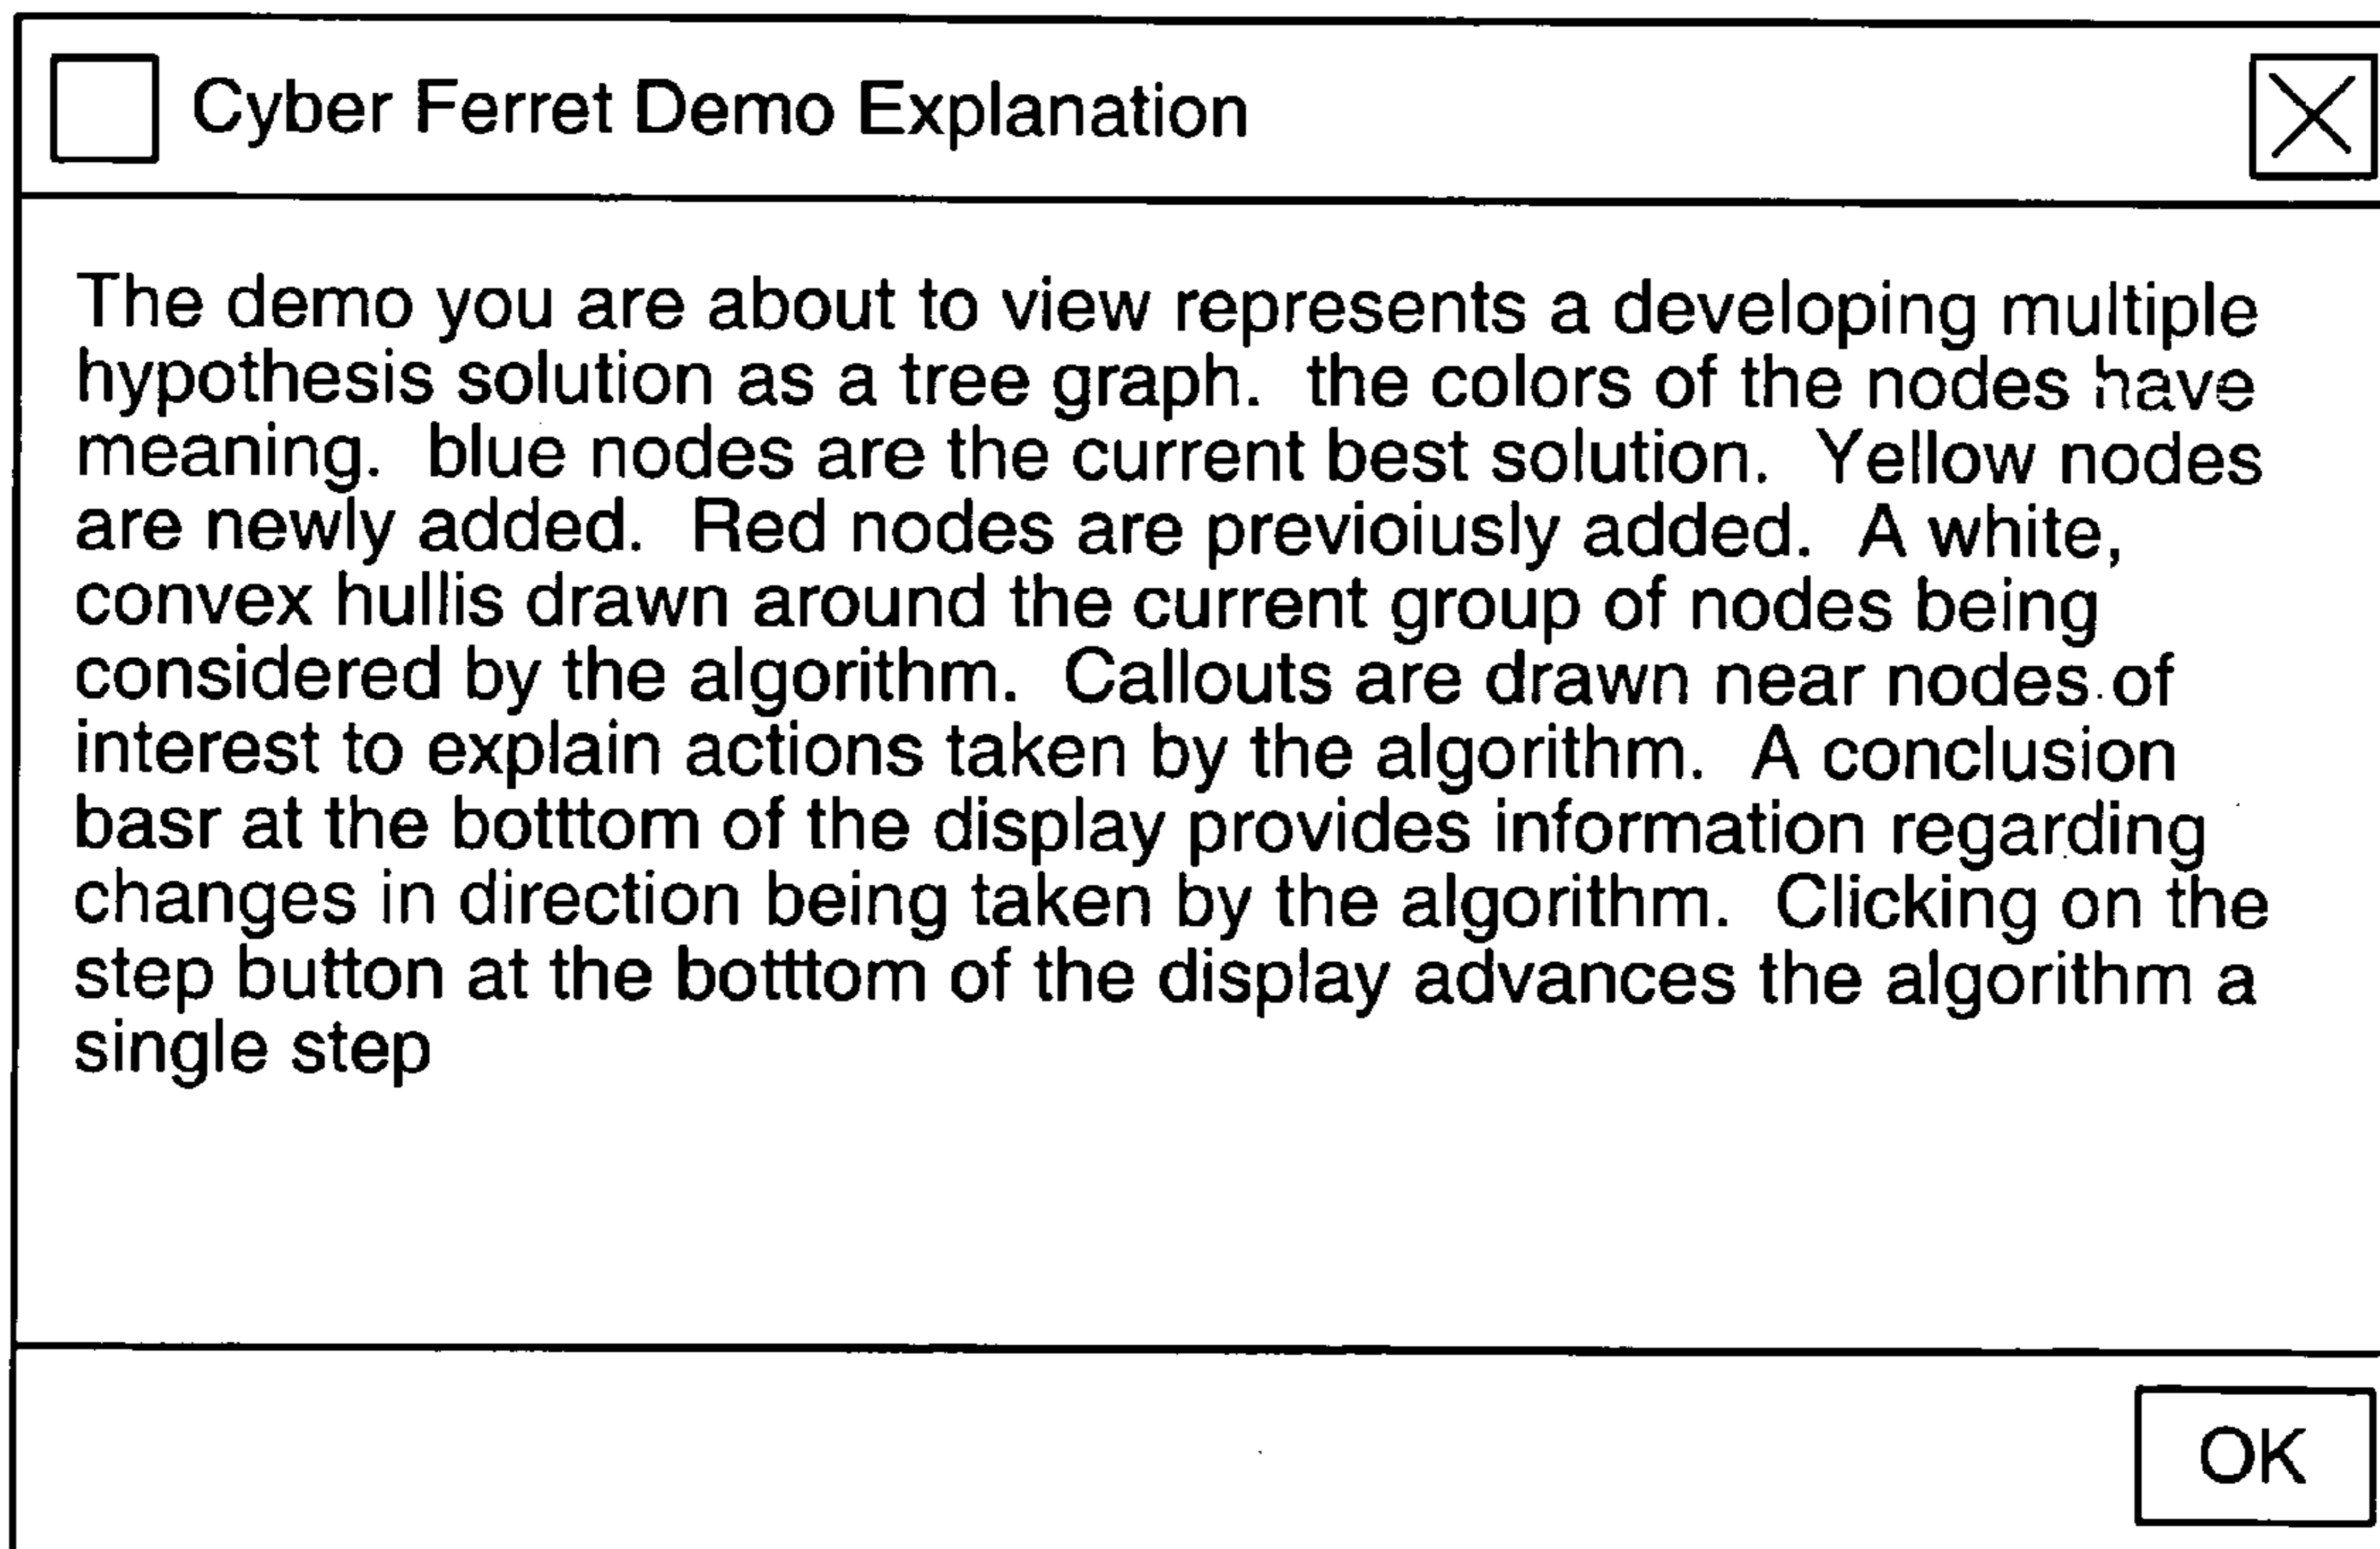 Cyber Ferret Demo Explanation
The demo you are about to view represents a developing multiple
hypothesis solution as a tree graph.  the colors of the nodes have
meaning.  blue nodes are the current best solution.  Yellow nodes
are newly added.  Red nodes are previoiusly added.  A white,
convex hullis drawn around the current group of nodes being
considered by the algorithm.  Callouts are drawn near nodes of
interest to explain actions taken by the algorithm.  A conclusion
basr at the botttom of the display provides information regarding
changes in direction being taken by the algorithm.  Clicking on the
step button at the botttom of the display advances the algorithm a
single step
OK